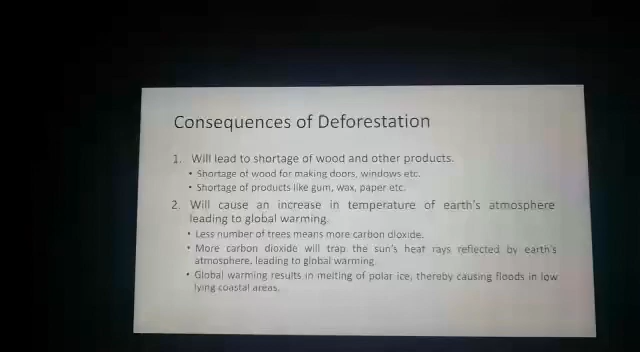 Consequences of Deforestation
1. Will lead to shortage of wood and other products.
• Shortage of wood for making doors, windows etc.
• Shortage of products like gum, wax, paper etc.
2. Will cause an increase in temperature of earth's atmosphere
leading to global warming.
• Less number of trees means more carbon dioxide.
• More carbon dioxide will trap the sun's heat rays reflected by earth's
atmosphere, leading to global warming.
• Global warming results in melting of polar ice, thereby causing floods in low
lying coastal areas.